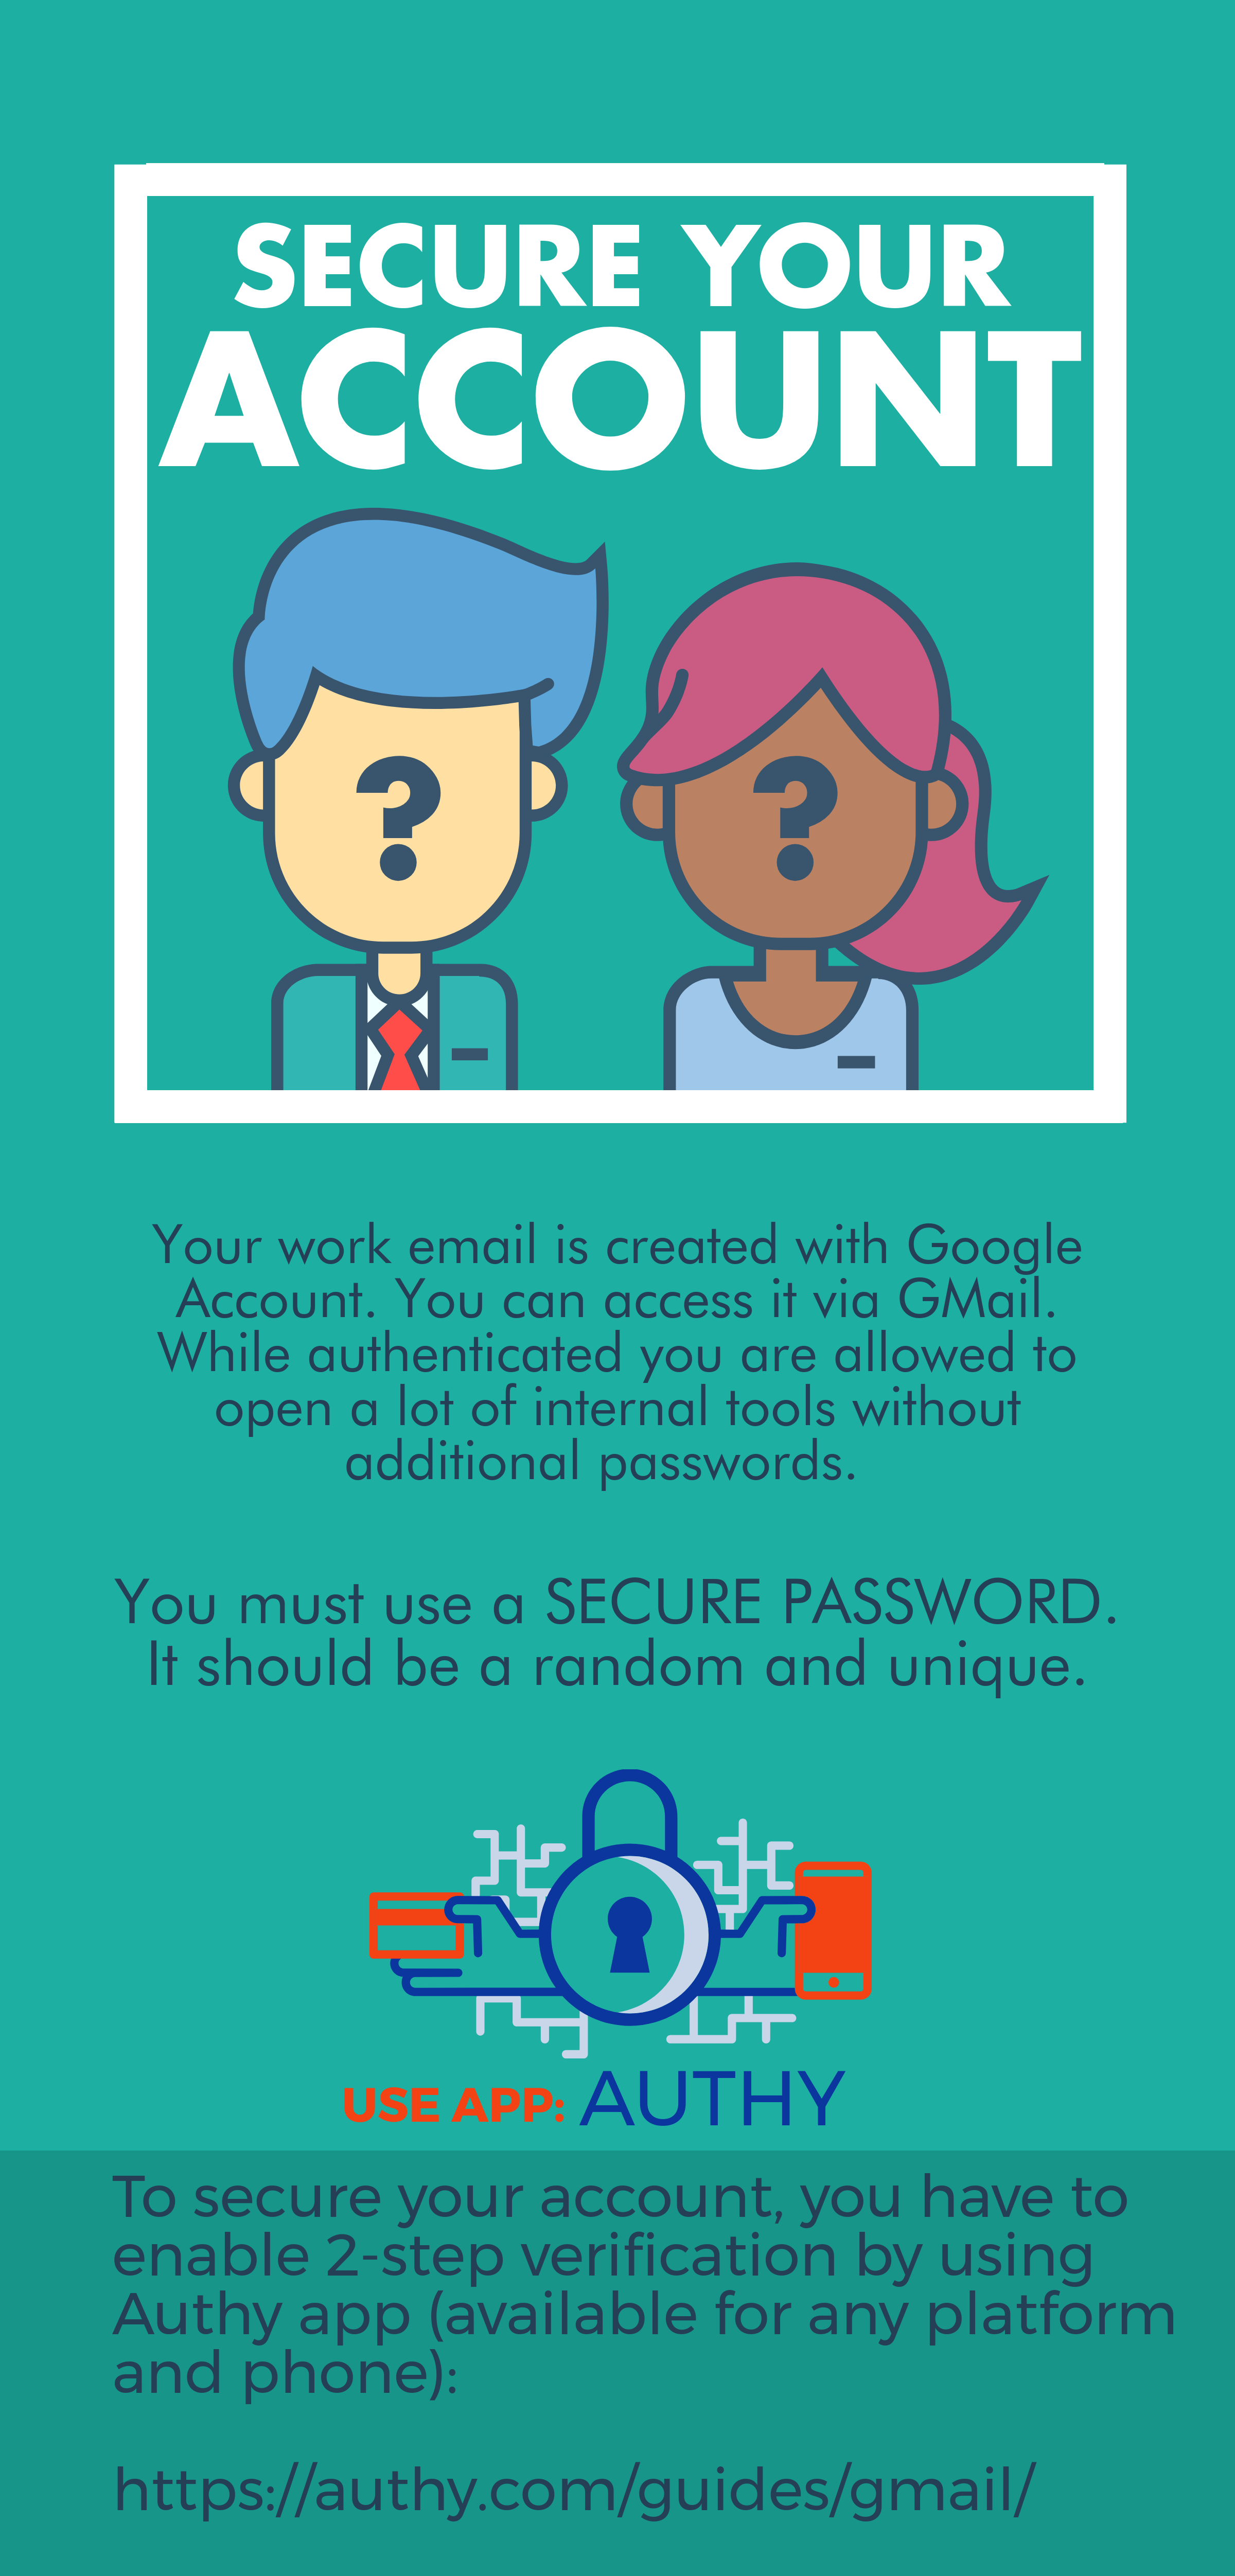 SECURE YOUR
ACCOUNT
?
?
Your work email is created with Google
Account. You can access it via GMail.
While authenticated you are allowed to
open a lot of internal tools without
additional passwords.
You must use a SECURE PASSWORD.
It should be a random and unique.
USE APP: AUTHY
To secure your account, you have to
enable 2-step verification by using
Authy app (available for any platform
and phone):
https://authy.com/guides/gmail/